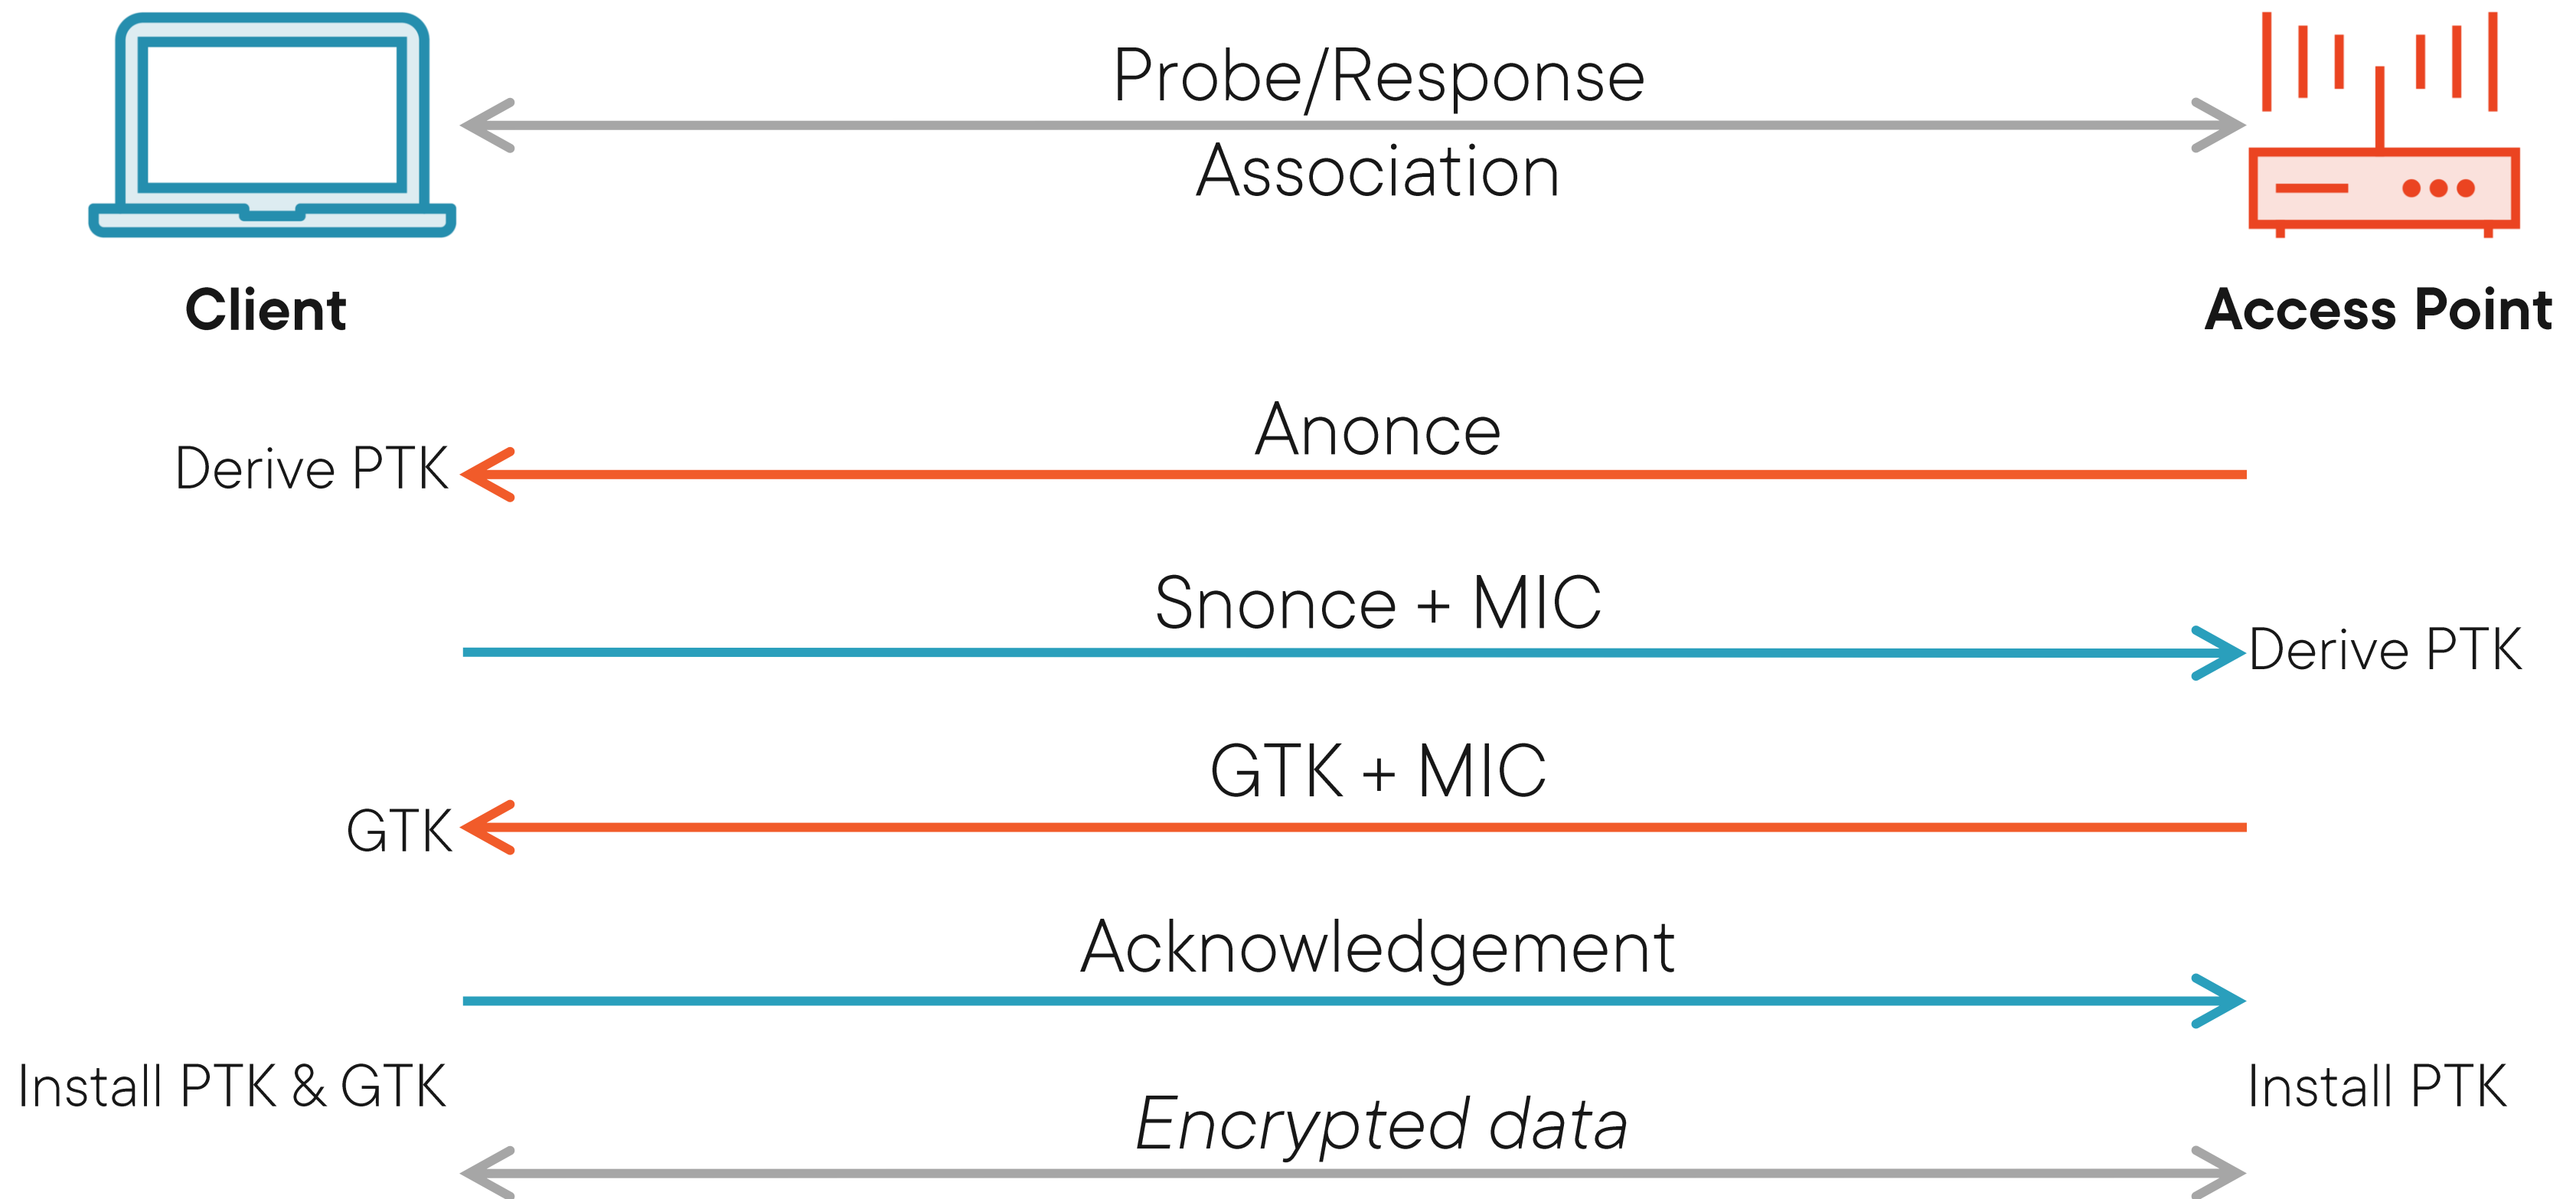 Probe/Response
Association
Client
Access Point
Anonce
Derive PTK
Snonce + MIC
Derive PTK
GTK + MIC
GTK
Acknowledgement
Install PTK & GTK
Install PTK
Encrypted data